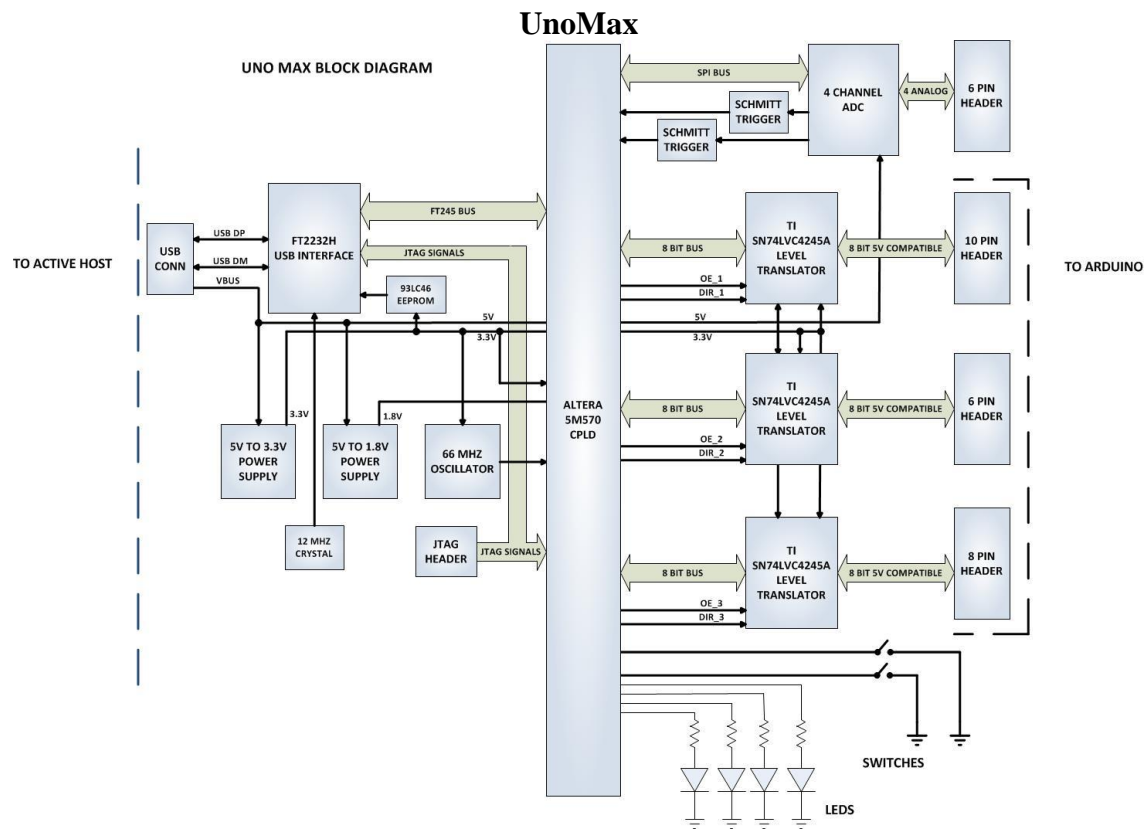 UnoMax
UNO MAX BLOCK DIAGRAM
SPI BUS
4 CHANNEL
ADC
4 ANALOG
6 PIN
HEADER
SCHMITT
TRIGGER
SCHMITT
TRIGGER
TO ACTIVE HOST
USB
CONN
USB DP
USB DM
VBUS
FT2232H
USB INTERFACE
FT245 BUS
JTAG SIGNALS
93LC46
EEPROM
5V
3.3V
3.3V
1.8V
5V TO 3.3V
POWER
SUPPLY
5V TO 1.8V
POWER
SUPPLY
66 MHZ
OSCILLATOR
12 MHZ
CRYSTAL
JTAG
HEADER
JTAG SIGNALS
ALTERA
5M570
CPLD
8 BIT BUS
OE_1
DIR_1
TI
SN74LVC4245A
LEVEL
TRANSLATOR
8 BIT 5V COMPATIBLE
10 PIN
HEADER
TO ARDUINO
5V
3.3V
8 BIT BUS
OE_2
DIR_2
TI
SN74LVC4245A
LEVEL
TRANSLATOR
8 BIT 5V COMPATIBLE
6 PIN
HEADER
8 BIT BUS
OE_3
DIR_3
TI
SN74LVC4245A
LEVEL
TRANSLATOR
8 BIT 5V COMPATIBLE
8 PIN
HEADER
SWITCHES
LEDS